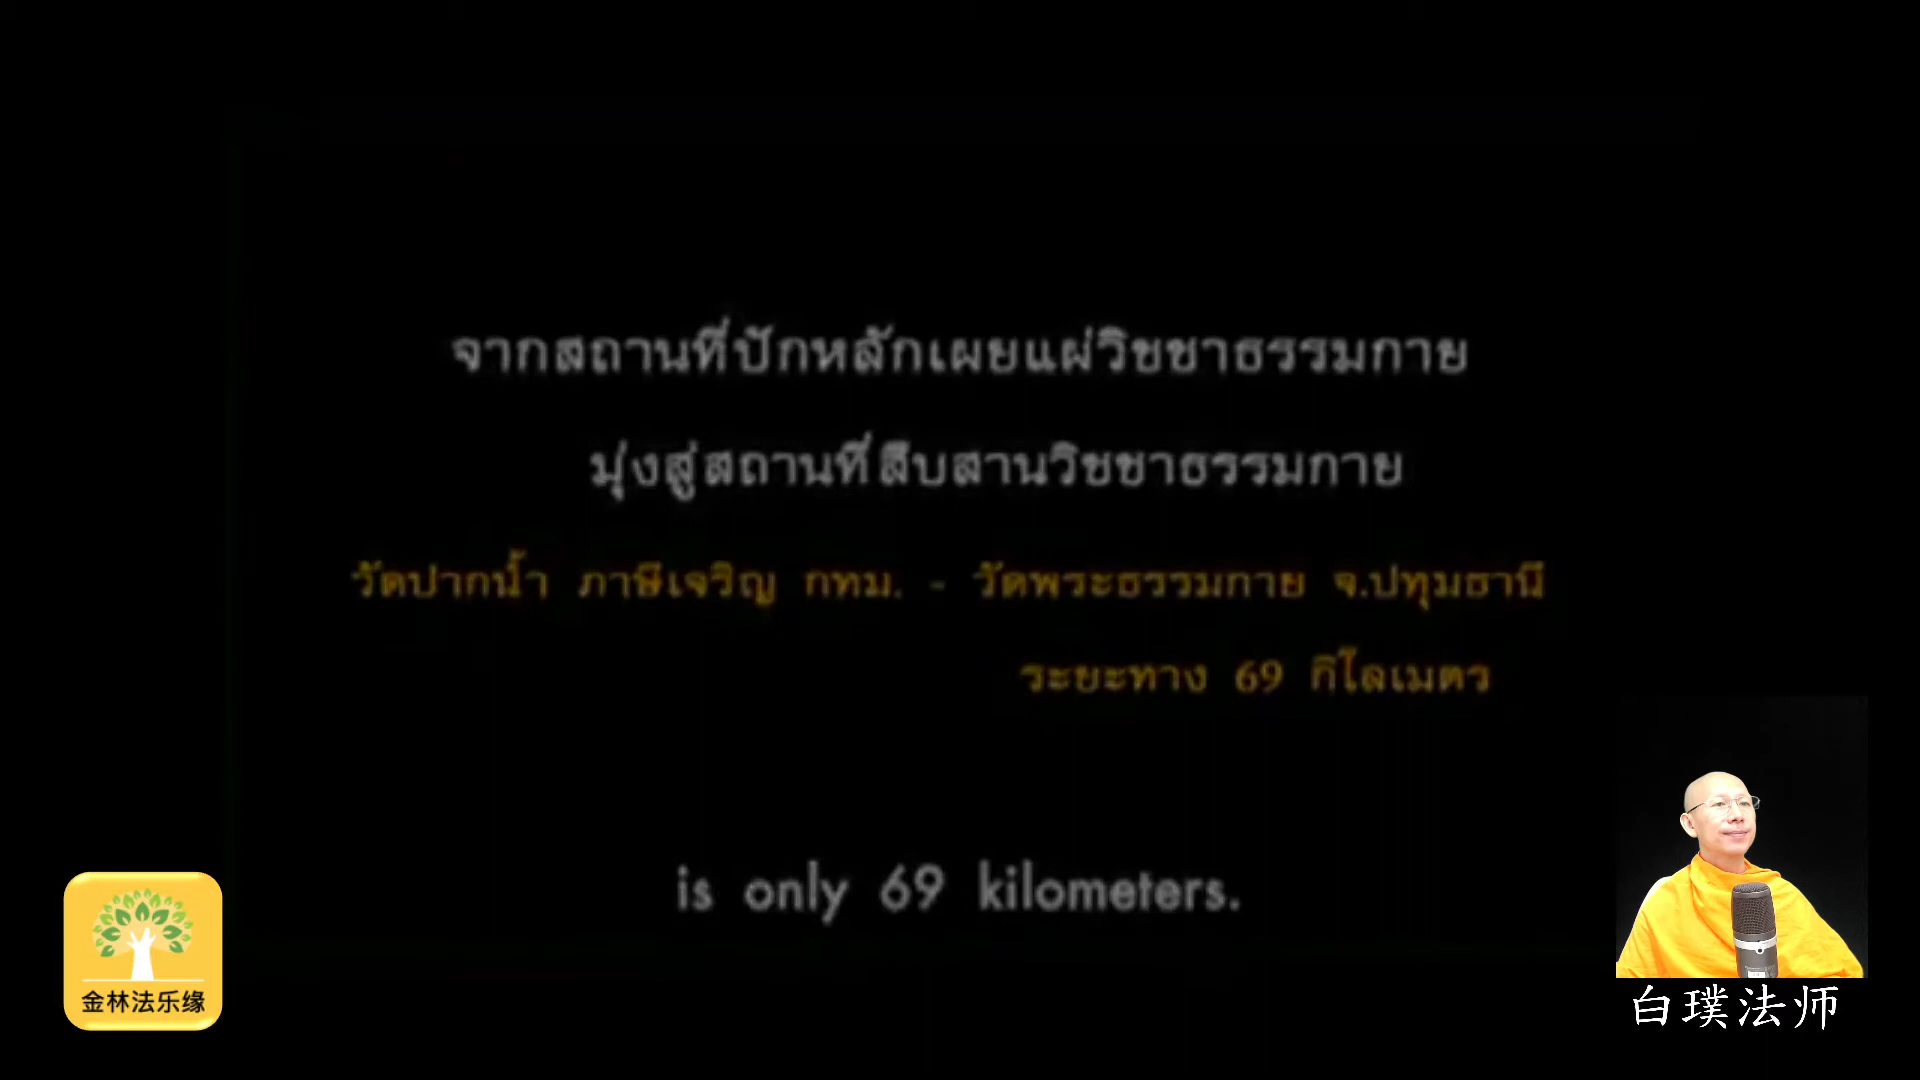 จากสถานที่ปักหลักเผยแผ่วิชชาธรรมกาย
มุ่งสู่สถานที่สืบสานวิชชาธรรมกาย
วัดปากน้ำ ภาษีเจริญ กทม. - วัดพระธรรมกาย จ.ปทุมธานี
ระยะทาง 69 กิโลเมตร
is only 69 kilometers.
金林法乐缘
白璞法师